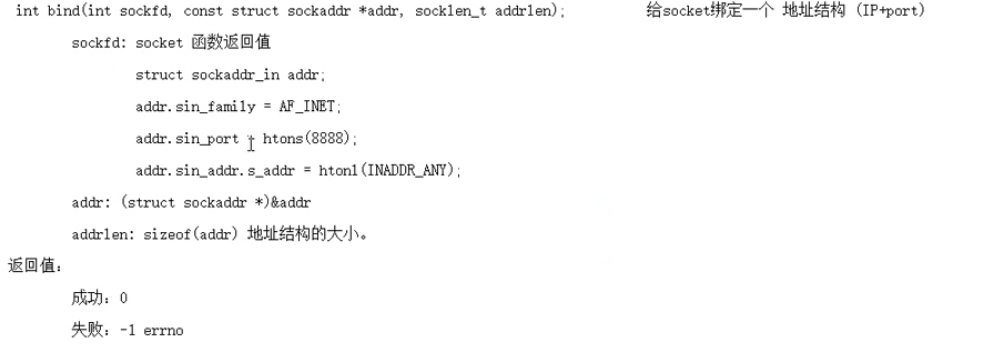 int bind(int sockfd, const struct sockaddr *addr, socklen_t addrlen); 给socket绑定一个 地址结构 (IP+port)
sockfd: socket 函数返回值
struct sockaddr_in addr;
addr.sin_family = AF_INET;
addr.sin_port = htons(8888);
addr.sin_addr.s_addr = htonl(INADDR_ANY);
addr: (struct sockaddr *)&addr
addrlen: sizeof(addr) 地址结构的大小。
返回值:
成功: 0
失败: -1 errno